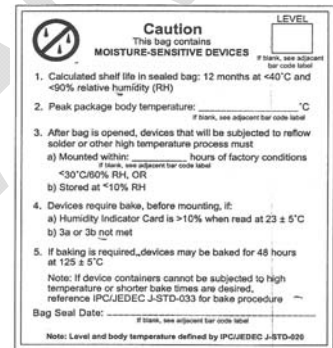 LEVEL
Caution
This bag contains
MOISTURE-SENSITIVE DEVICES
If blank, see adjacent
bar code label
1. Calculated shelf life in sealed bag: 12 months at <40°C and
<90% relative humidity (RH)
2. Peak package body temperature: ____________ °C
If blank, see adjacent bar code label
3. After bag is opened, devices that will be subjected to reflow
solder or other high temperature process must
a) Mounted within: __________ hours of factory conditions
If blank, see adjacent bar code label
<30°C/60% RH, OR
b) Stored at <10% RH
4. Devices require bake, before mounting, if:
a) Humidity Indicator Card is >10% when read at 23 ± 5°C
b) 3a or 3b not met
5. If baking is required, devices may be baked for 48 hours
at 125 ± 5°C
Note: If device containers cannot be subjected to high
temperature or shorter bake times are desired,
reference IPC/JEDEC J-STD-033 for bake procedure
Bag Seal Date: ____________
If blank, see adjacent bar code label
Note: Level and body temperature defined by IPC/JEDEC J-STD-020